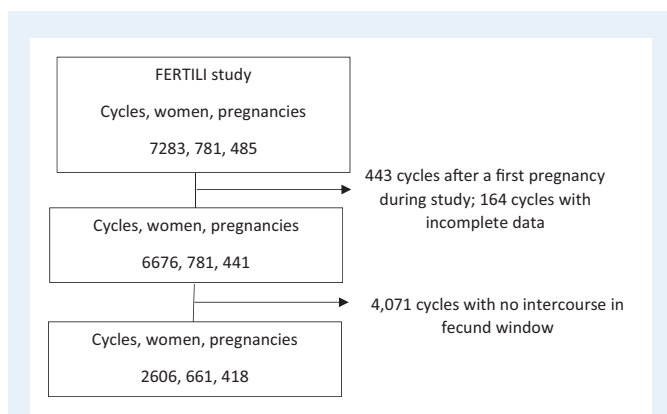 FERTILI study
Cycles, women, pregnancies
7283, 781, 485
443 cycles after a first pregnancy
during study; 164 cycles with
incomplete data
Cycles, women, pregnancies
6676, 781, 441
4,071 cycles with no intercourse in
fecund window
Cycles, women, pregnancies
2606, 661, 418